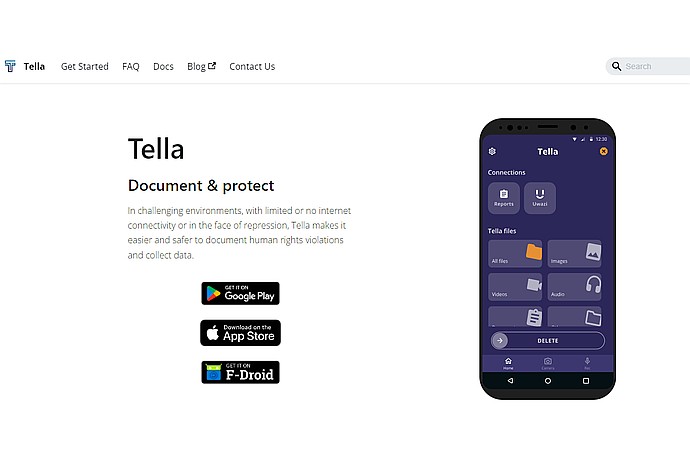 Tella Get Started FAQ Docs Blog Contact Us Search
Tella
Document & protect
In challenging environments, with limited or no internet
connectivity or in the face of repression, Tella makes it
easier and safer to document human rights violations
and collect data.
GET IT ON
Google Play
Download on the
App Store
GET IT ON
F-Droid
12:30
Tella
Connections
Reports Uwazi
Tella files
All files Images
Videos Audio
DELETE
Home Camera Rec